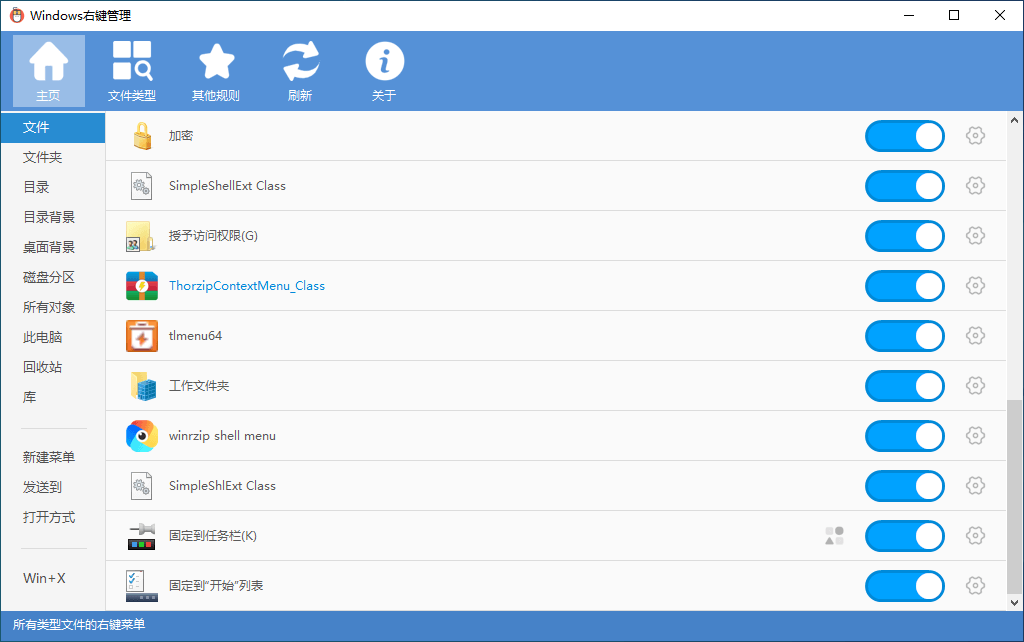 Windows右键管理
主页
文件类型
其他规则
刷新
关于
文件
文件夹
目录
目录背景
桌面背景
磁盘分区
所有对象
此电脑
回收站
库
新建菜单
发送到
打开方式
Win+X
加密
SimpleShellExt Class
授予访问权限(G)
ThorzipContextMenu_Class
tlmenu64
工作文件夹
winrzip shell menu
SimpleShlExt Class
固定到任务栏(K)
固定到“开始”列表
所有类型文件的右键菜单